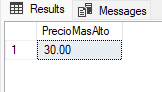 Results Messages
PrecioMasAlto
1 30.00